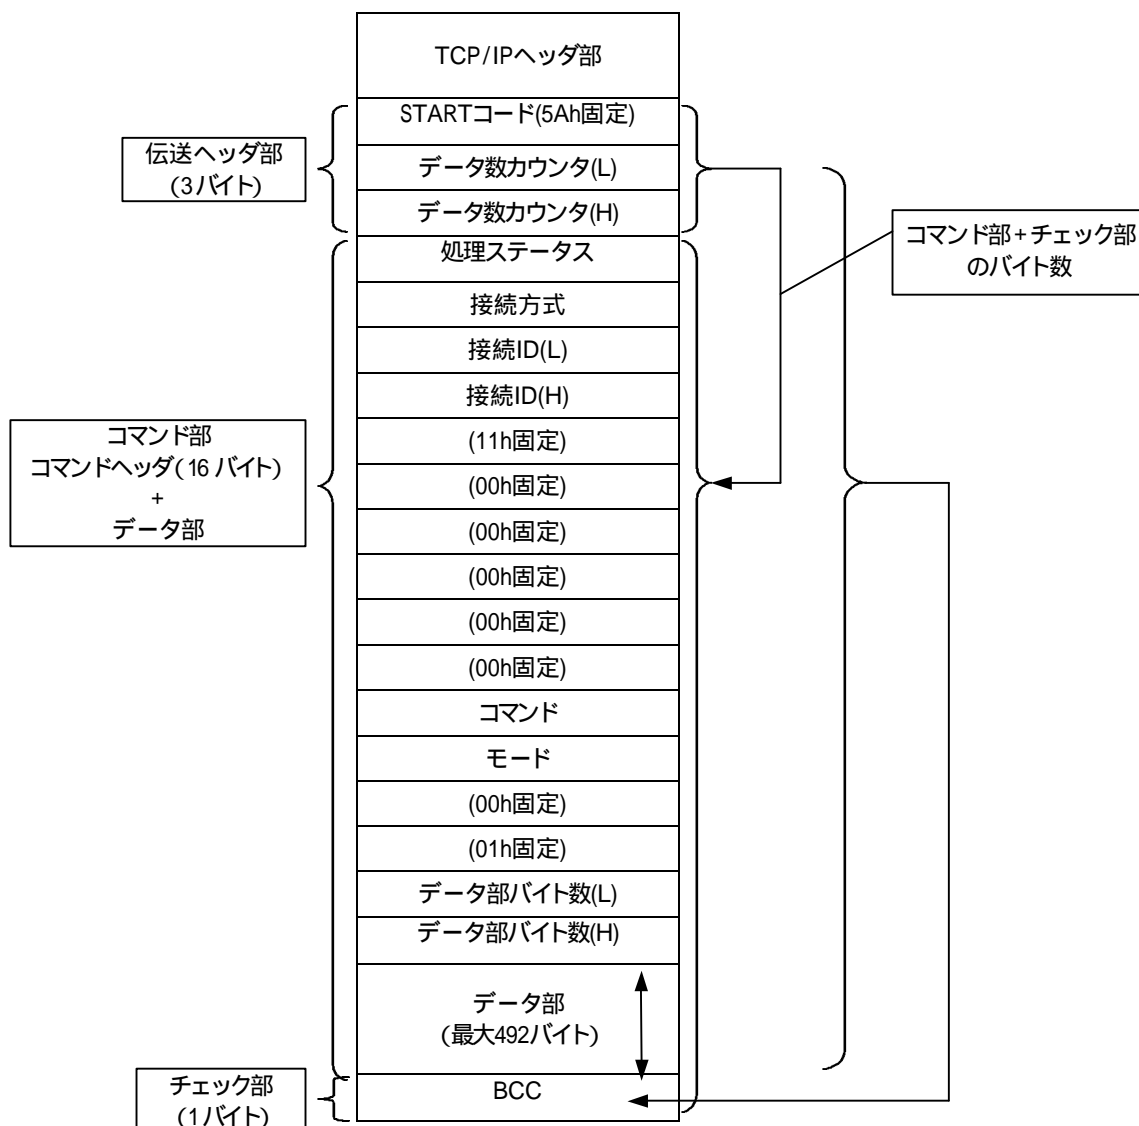 TCP/IPヘッダ部
STARTコード(5Ah固定)
伝送ヘッダ部
(3バイト)
データ数カウンタ(L)
データ数カウンタ(H)
コマンド部+チェック部
のバイト数
処理ステータス
接続方式
接続ID(L)
接続ID(H)
コマンド部
コマンドヘッダ(16バイト)
+
データ部
(11h固定)
(00h固定)
(00h固定)
(00h固定)
(00h固定)
(00h固定)
コマンド
モード
(00h固定)
(01h固定)
データ部バイト数(L)
データ部バイト数(H)
データ部
(最大492バイト)
チェック部
(1バイト)
BCC